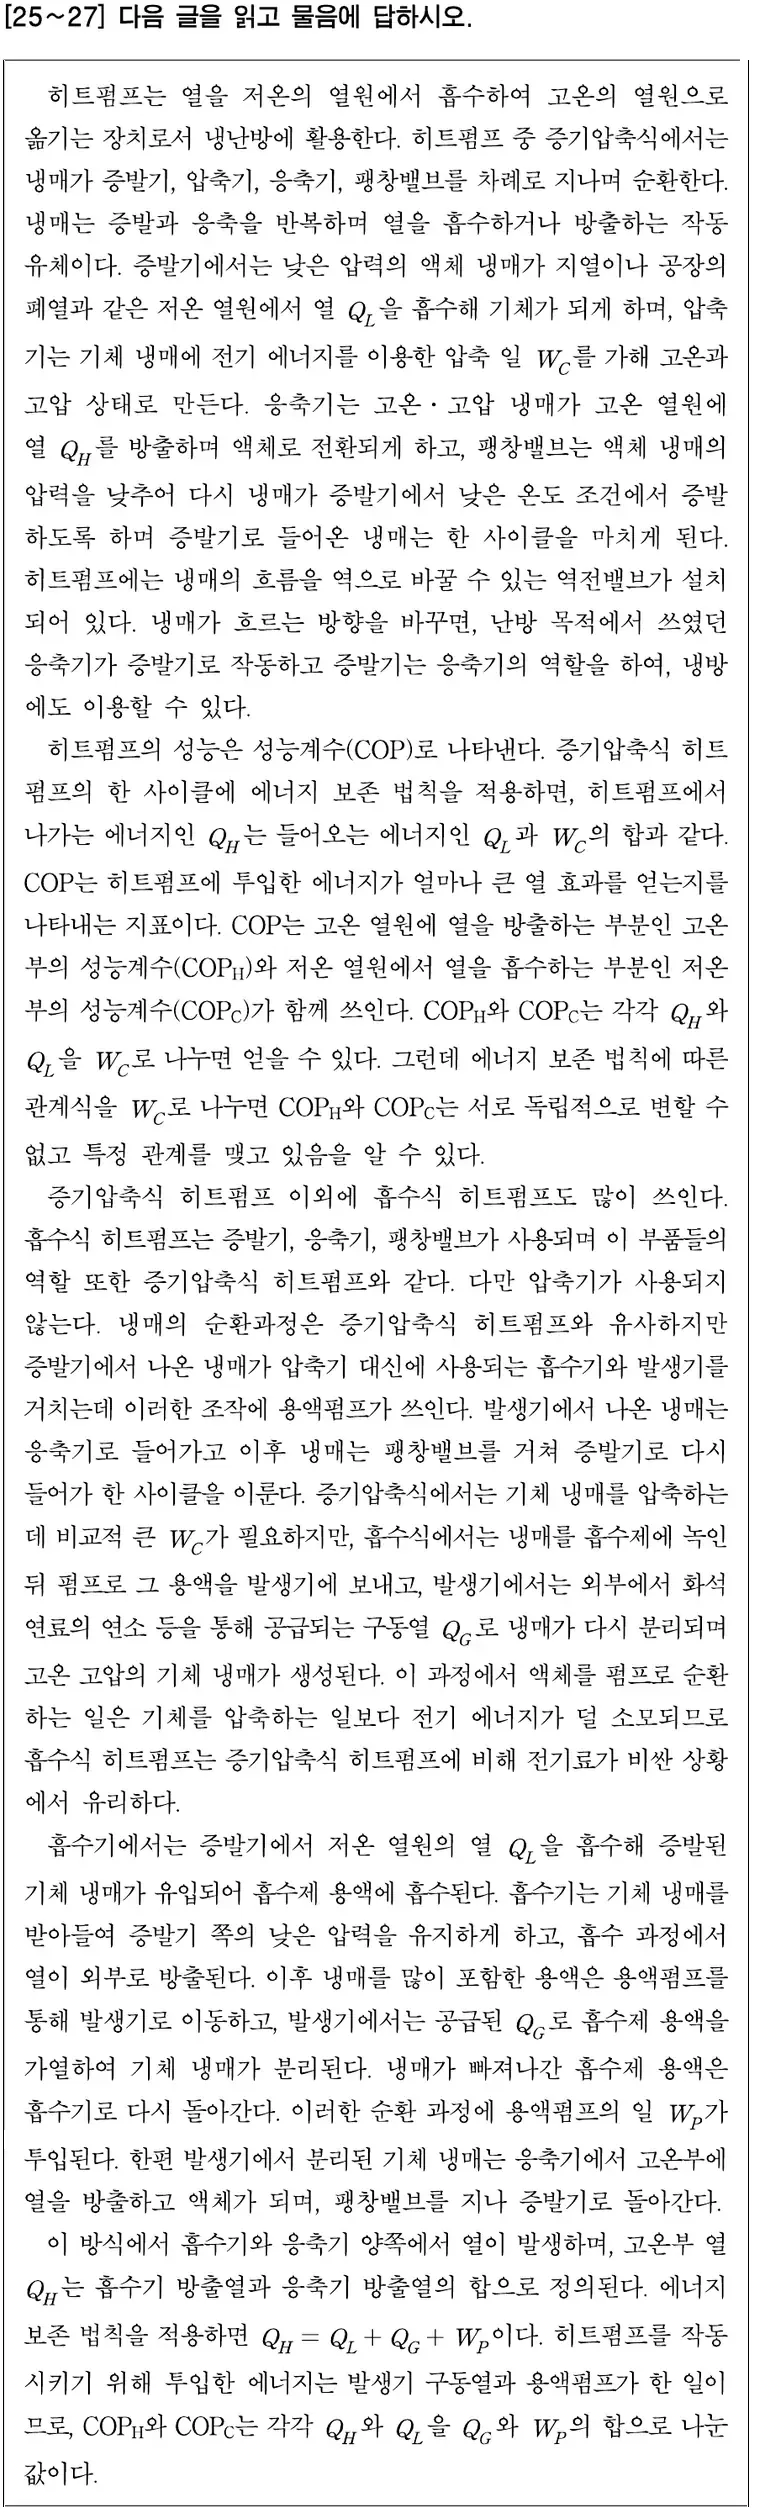 [25~27] 다음 글을 읽고 물음에 답하시오.
히트펌프는 열을 저온의 열원에서 흡수하여 고온의 열원으로
옮기는 장치로서 냉난방에 활용한다. 히트펌프 중 증기압축식에서는
냉매가 증발기, 압축기, 응축기, 팽창밸브를 차례로 지나며 순환한다.
냉매는 증발과 응축을 반복하며 열을 흡수하거나 방출하는 작동
유체이다. 증발기에서는 낮은 압력의 액체 냉매가 지열이나 공장의
폐열과 같은 저온 열원에서 열 Q_L을 흡수해 기체가 되게 하며, 압축
기는 기체 냉매에 전기 에너지를 이용한 압축 일 W_C를 가해 고온과
고압 상태로 만든다. 응축기는 고온·고압 냉매가 고온 열원에
열 Q_H를 방출하며 액체로 전환되게 하고, 팽창밸브는 액체 냉매의
압력을 낮추어 다시 냉매가 증발기에서 낮은 온도 조건에서 증발
하도록 하며 증발기로 들어온 냉매는 한 사이클을 마치게 된다.
히트펌프에는 냉매의 흐름을 역으로 바꿀 수 있는 역전밸브가 설치
되어 있다. 냉매가 흐르는 방향을 바꾸면, 난방 목적에서 쓰였던
응축기가 증발기로 작동하고 증발기는 응축기의 역할을 하여, 냉방
에도 이용할 수 있다.
히트펌프의 성능은 성능계수(COP)로 나타낸다. 증기압축식 히트
펌프의 한 사이클에 에너지 보존 법칙을 적용하면, 히트펌프에서
나가는 에너지인 Q_H는 들어오는 에너지인 Q_L과 W_C의 합과 같다.
COP는 히트펌프에 투입한 에너지가 얼마나 큰 열 효과를 얻는지를
나타내는 지표이다. COP는 고온 열원에 열을 방출하는 부분인 고온
부의 성능계수(COP_H)와 저온 열원에서 열을 흡수하는 부분인 저온
부의 성능계수(COP_C)가 함께 쓰인다. COP_H와 COP_C는 각각 Q_H와
Q_L을 W_C로 나누면 얻을 수 있다. 그런데 에너지 보존 법칙에 따른
관계식을 W_C로 나누면 COP_H와 COP_C는 서로 독립적으로 변할 수
없고 특정 관계를 맺고 있음을 알 수 있다.
증기압축식 히트펌프 이외에 흡수식 히트펌프도 많이 쓰인다.
흡수식 히트펌프는 증발기, 응축기, 팽창밸브가 사용되며 이 부품들의
역할 또한 증기압축식 히트펌프와 같다. 다만 압축기가 사용되지
않는다. 냉매의 순환과정은 증기압축식 히트펌프와 유사하지만
증발기에서 나온 냉매가 압축기 대신에 사용되는 흡수기와 발생기를
거치는데 이러한 조작에 용액펌프가 쓰인다. 발생기에서 나온 냉매는
응축기로 들어가고 이후 냉매는 팽창밸브를 거쳐 증발기로 다시
들어가 한 사이클을 이룬다. 증기압축식에서는 기체 냉매를 압축하는
데 비교적 큰 W_C가 필요하지만, 흡수식에서는 냉매를 흡수제에 녹인
뒤 펌프로 그 용액을 발생기에 보내고, 발생기에서는 외부에서 화석
연료의 연소 등을 통해 공급되는 구동열 Q_G로 냉매가 다시 분리되며
고온 고압의 기체 냉매가 생성된다. 이 과정에서 액체를 펌프로 순환
하는 일은 기체를 압축하는 일보다 전기 에너지가 덜 소모되므로
흡수식 히트펌프는 증기압축식 히트펌프에 비해 전기료가 비싼 상황
에서 유리하다.
흡수기에서는 증발기에서 저온 열원의 열 Q_L을 흡수해 증발된
기체 냉매가 유입되어 흡수제 용액에 흡수된다. 흡수기는 기체 냉매를
받아들여 증발기 쪽의 낮은 압력을 유지하게 하고, 흡수 과정에서
열이 외부로 방출된다. 이후 냉매를 많이 포함한 용액은 용액펌프를
통해 발생기로 이동하고, 발생기에서는 공급된 Q_G로 흡수제 용액을
가열하여 기체 냉매가 분리된다. 냉매가 빠져나간 흡수제 용액은
흡수기로 다시 돌아간다. 이러한 순환 과정에 용액펌프의 일 W_P가
투입된다. 한편 발생기에서 분리된 기체 냉매는 응축기에서 고온부에
열을 방출하고 액체가 되며, 팽창밸브를 지나 증발기로 돌아간다.
이 방식에서 흡수기와 응축기 양쪽에서 열이 발생하며, 고온부 열
Q_H는 흡수기 방출열과 응축기 방출열의 합으로 정의된다. 에너지
보존 법칙을 적용하면 Q_H = Q_L + Q_G + W_P이다. 히트펌프를 작동
시키기 위해 투입한 에너지는 발생기 구동열과 용액펌프가 한 일이
므로, COP_H와 COP_C는 각각 Q_H와 Q_L을 Q_G와 W_P의 합으로 나눈
값이다.